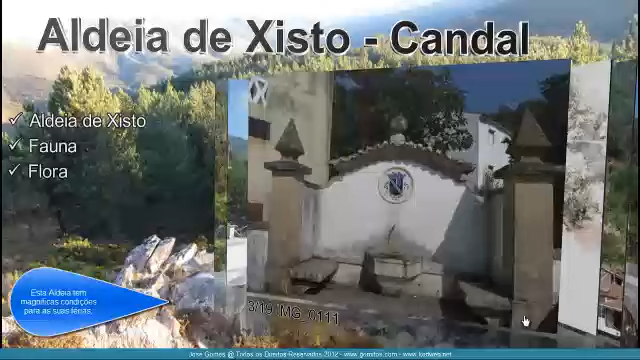 Aldeia de Xisto - Candal
Aldeia de Xisto
Fauna
Flora
3/19 IMG_0111
Esta Aldeia tem
magnificas condições
para as suas férias.